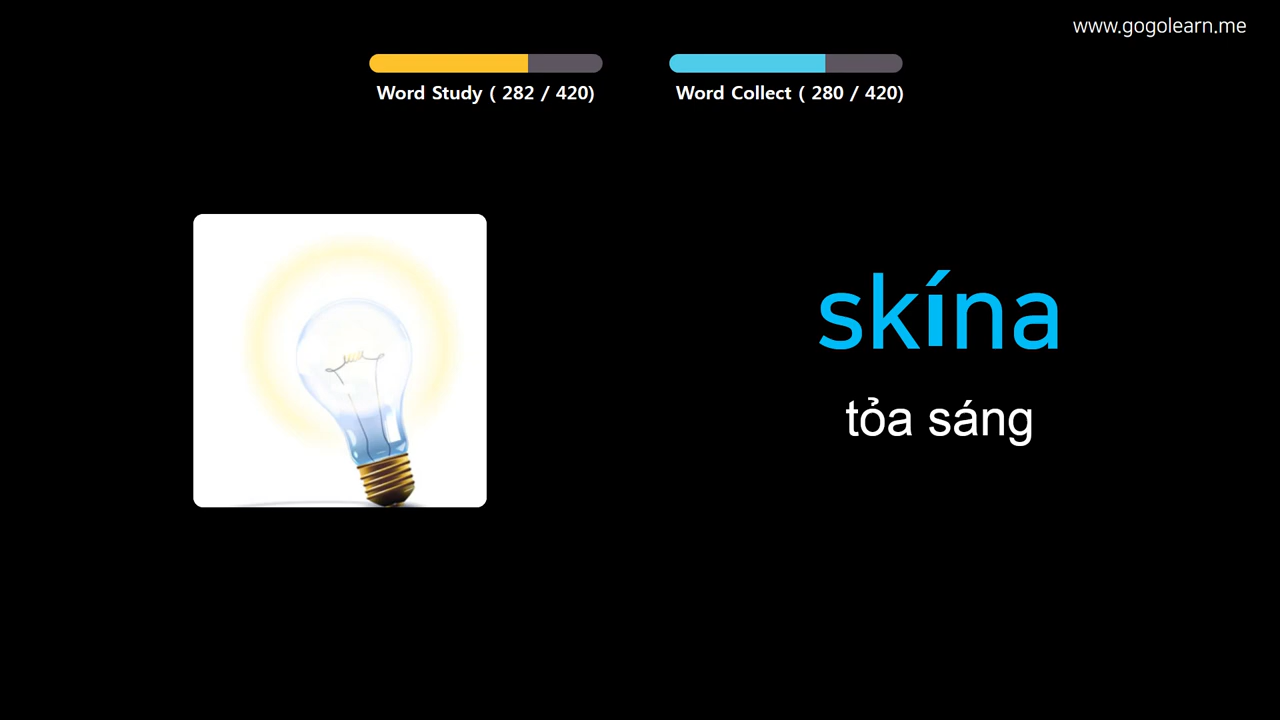 www.gogolearn.me
Word Study ( 282 / 420)
Word Collect ( 280 / 420)
skína
tỏa sáng